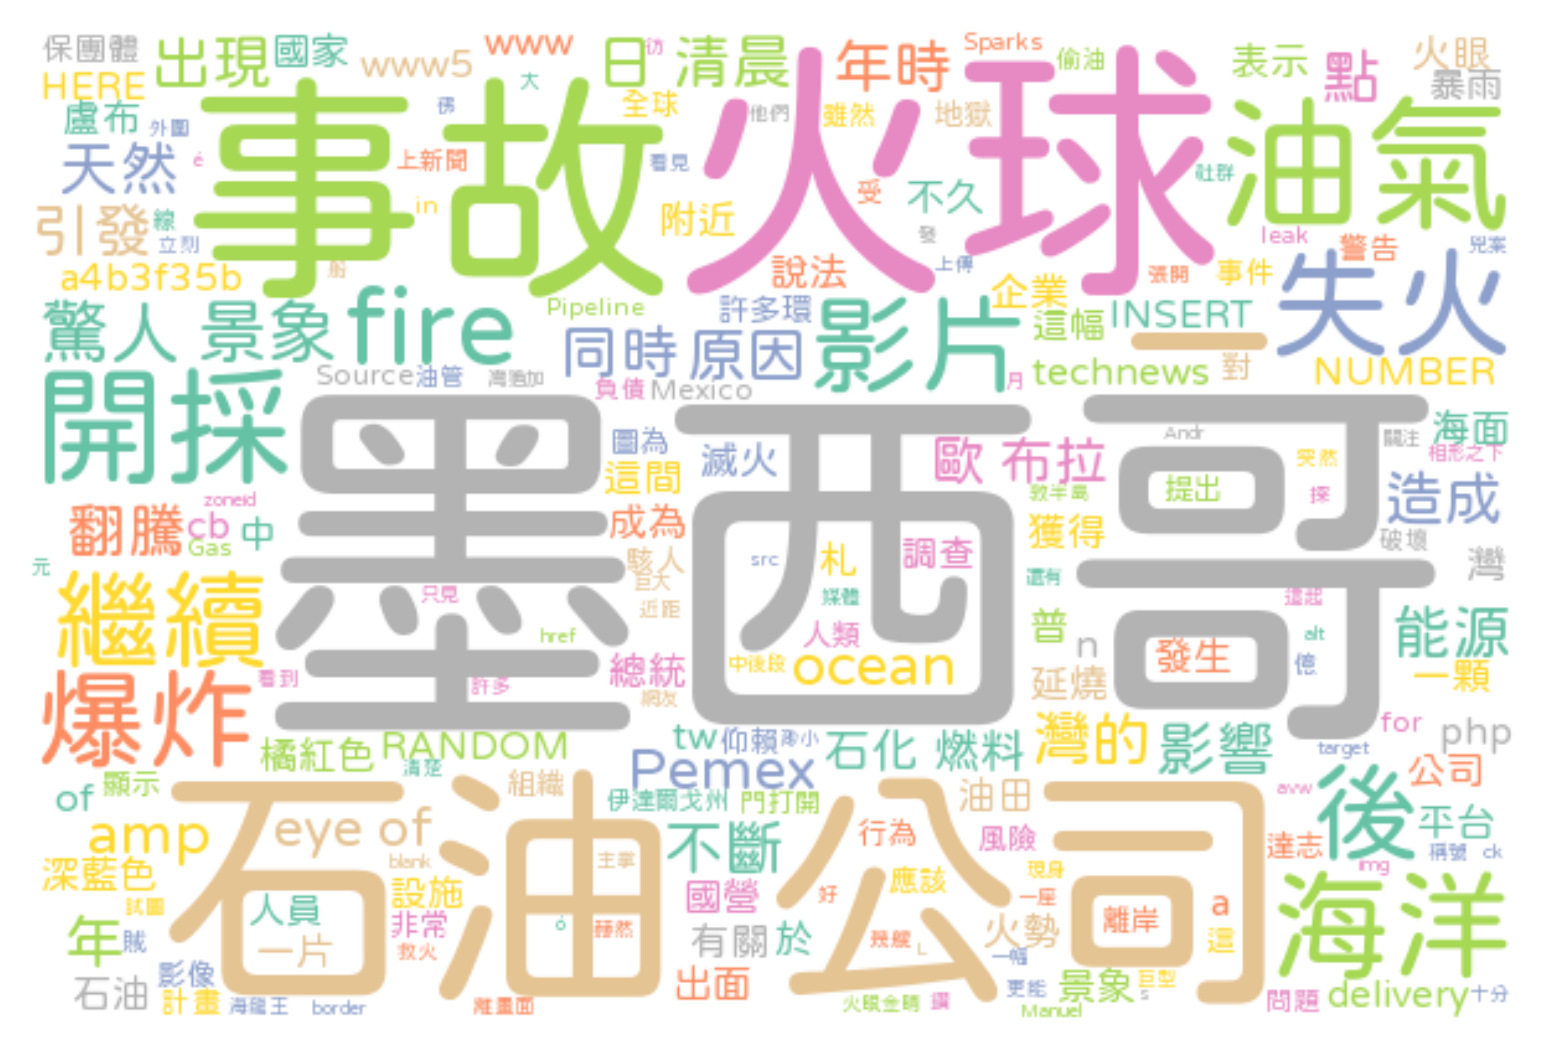 保團體 出現 國家 www5 www 日 彷 清晨 年時 Sparks 偷油 表示 點 火眼
HERE 大 全球 他們 雖然 地獄 暴雨
盧布 外圍 佛
事故 火球 油氣
天然 é 上新聞 看見 受 不久 社群
引發 線 立刻 in 附近 發 leak 警告 兇案
a4b3f35b 船 說法 上傳 張開 事件 失火
驚人 景象 fire Pipeline 許多環 企業 這幅 INSERT 一
同時 原因 影片
Source 油管 負債 Mexico 月 technews 對 NUMBER
開採 墨西哥 圖為 滅火 歐 布拉 Andr 關注 海面
這間 突然 相形之下
翻騰 cb zoneid 中 成為 提出 探 造成
Gas 獲得 破壞
元 駭人 巨大 src 札 調查 還有 灣
繼續 只見 近距 媒體 這起 能源
href 人類 普 n 發生 alt
爆炸 看到 許多 總統 中後段 ocean 延燒 億 一顆
網友
橘紅色 RANDOM tw 仰賴 石化 燃料 灣的 影響 for php
清楚 Pemex target 公司
of 顯示 組織 伊達爾戈州 門打開 油田 avw 後
石油公司
amp eye of 不斷 行為 風險 達志 平台
深藍色 blank 主掌 現身 img 稱號 ck
試圖 設施 國營 應該 好 一座 a 海洋
年 賊 人員 非常 ó 赫然 有關 於 幾艘 L 火勢 離岸 這
一片 救火 一幅
石油 影像 出面 更能 景象 巨型
計畫 海龍王 border 離畫面 火眼金睛 鑽 Manuel s 問題 delivery 十分